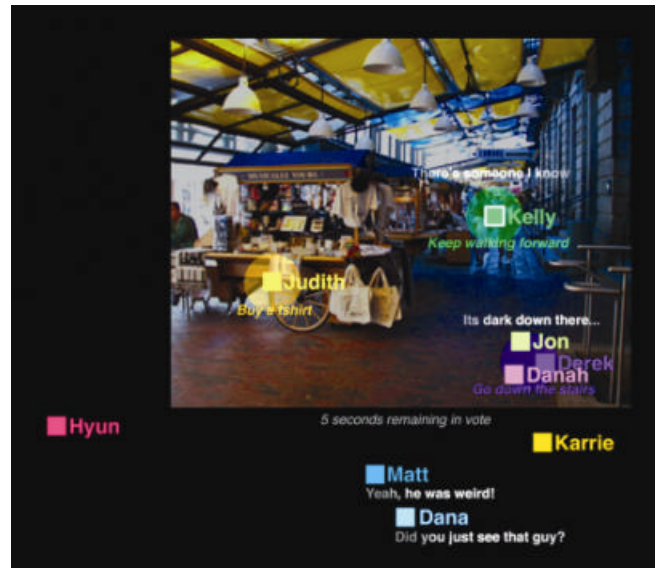 MUSICALLY YOURS
There's someone I know
Kelly
Keep walking forward
Judith
Buy a tshirt
Its dark down there...
Jon
Derek
Danah
Go down the stairs
5 seconds remaining in vote
Hyun
Karrie
Matt
Yeah, he was weird!
Dana
Did you just see that guy?